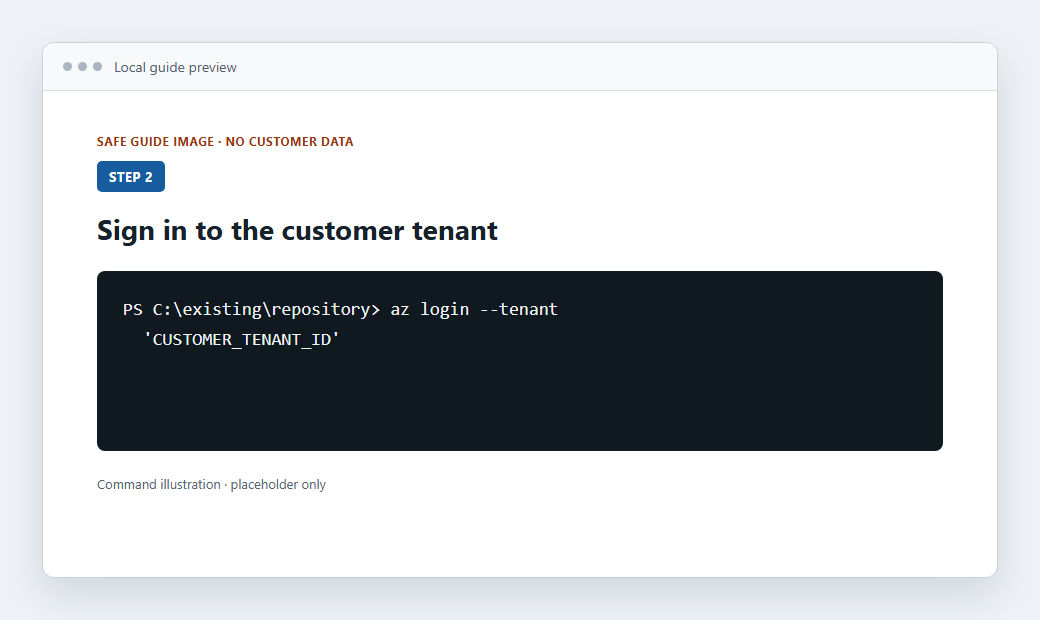 Local guide preview
SAFE GUIDE IMAGE · NO CUSTOMER DATA
STEP 2
Sign in to the customer tenant
PS C:\existing\repository> az login --tenant
'CUSTOMER_TENANT_ID'
Command illustration · placeholder only